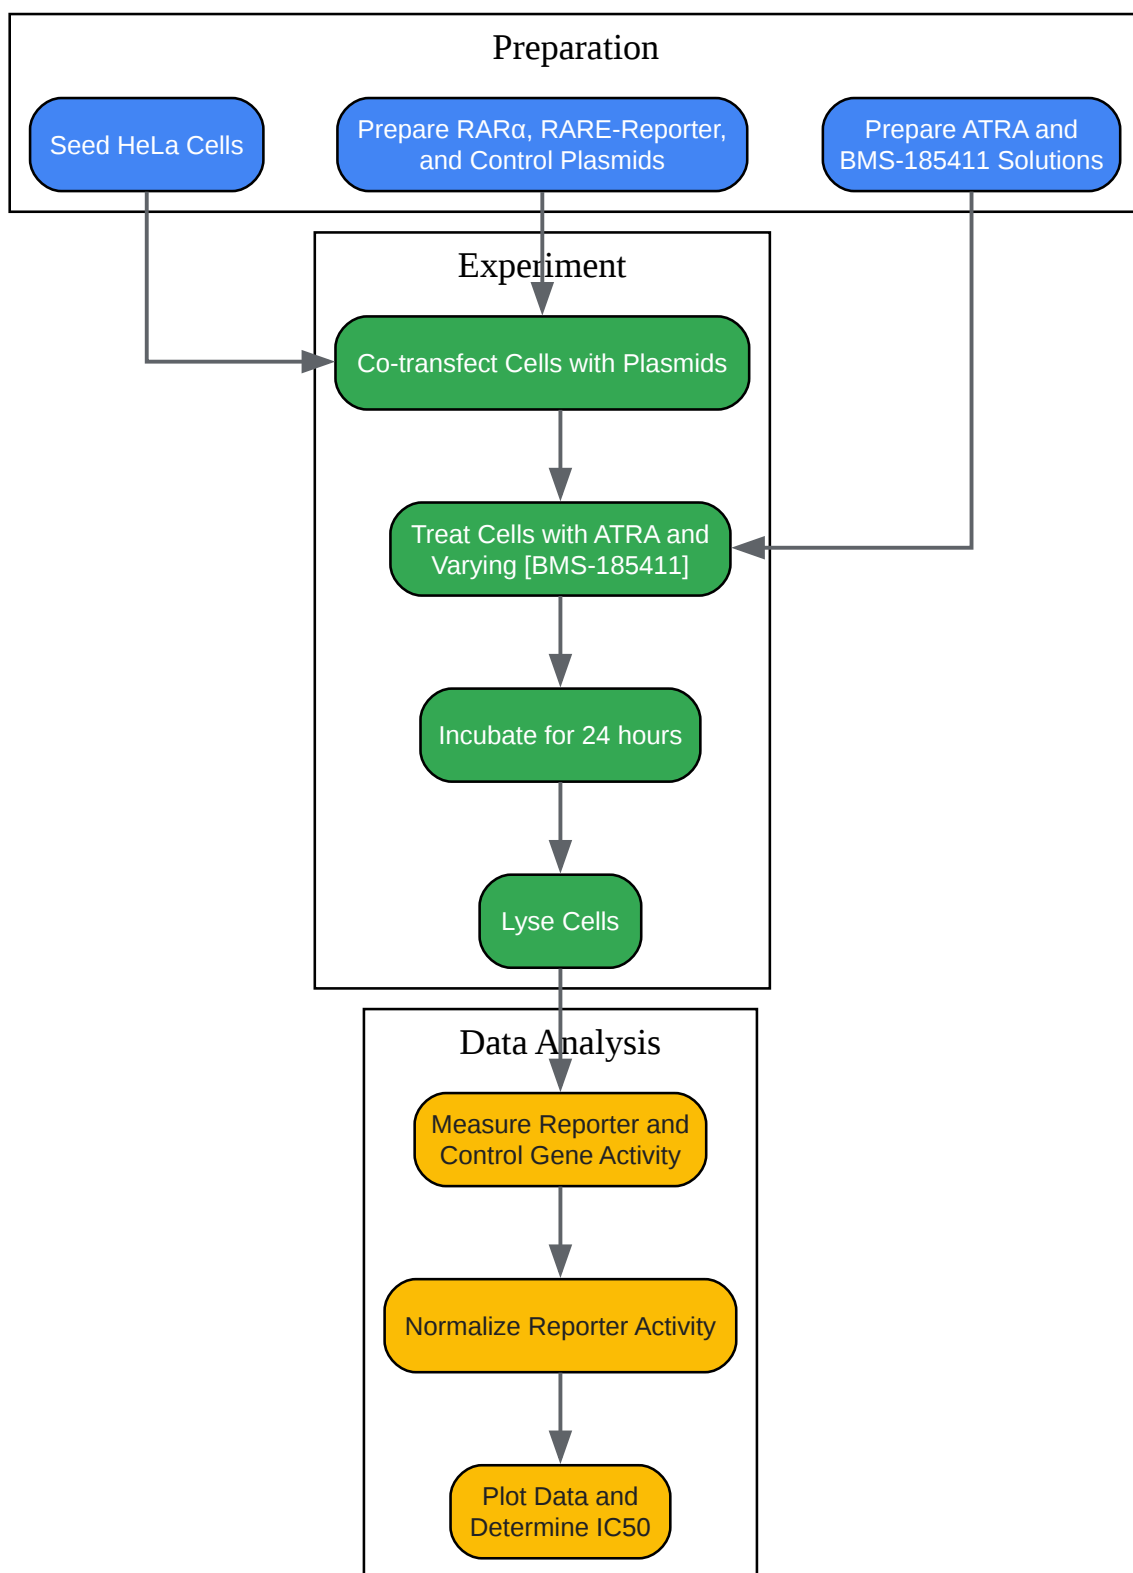 Preparation
Seed HeLa Cells
Prepare RARα, RARE-Reporter,
and Control Plasmids
Prepare ATRA and
BMS-185411 Solutions
Experiment
Co-transfect Cells with Plasmids
Treat Cells with ATRA and
Varying [BMS-185411]
Incubate for 24 hours
Lyse Cells
Data Analysis
Measure Reporter and
Control Gene Activity
Normalize Reporter Activity
Plot Data and
Determine IC50